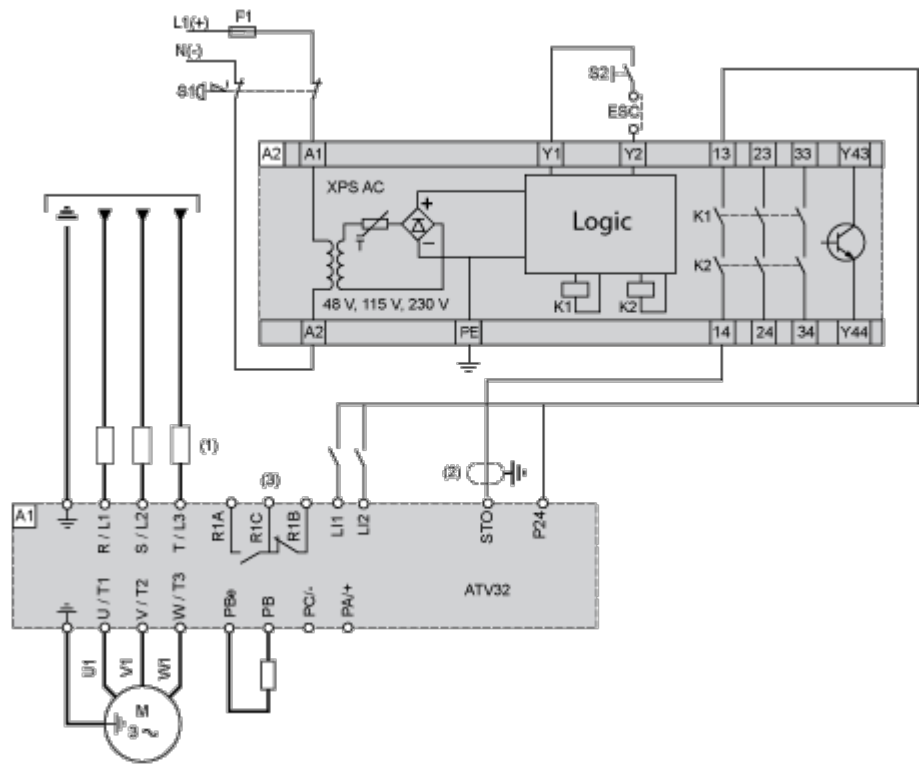 L1(+) F1
N(-)
S1
S2
ESC
A2 A1 Y1 Y2 13 23 33 Y43
XPS AC
T
+
−
Logic
K1
K2
48 V, 115 V, 230 V
K1 K2
A2 PE 14 24 34 Y44
(1)
(2)
(3)
A1
R / L1
S / L2
T / L3
R1A
R1C
R1B
LI1
LI2
STO
P24
ATV32
U / T1
V / T2
W / T3
PBe
PB
PC/-
PA/+
U1
V1
W1
M
3 ~